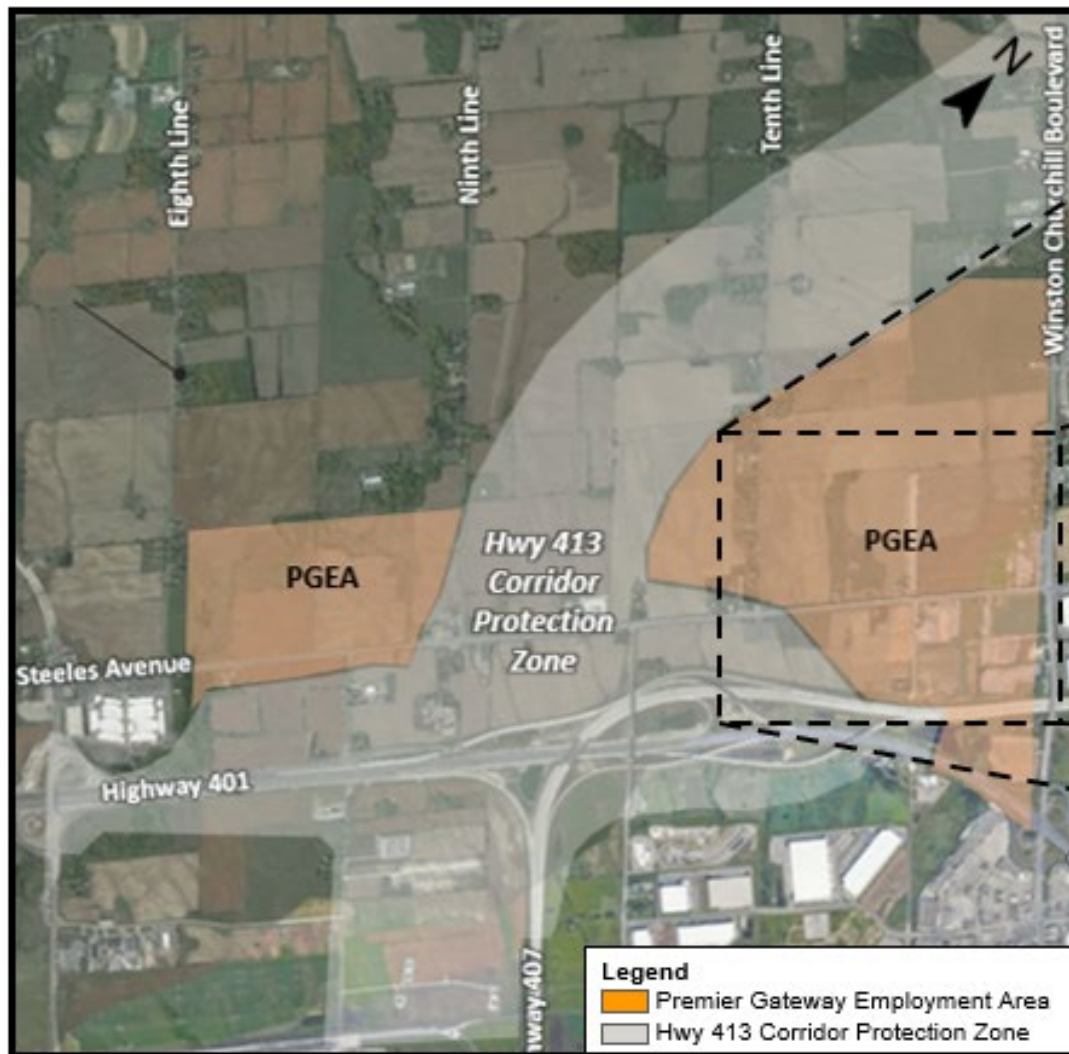 N
Eighth Line
Ninth Line
Tenth Line
Winston Churchill Boulevard
PGEA
Hwy 413
Corridor
Protection
Zone
PGEA
Steeles Avenue
Highway 401
hway 407
Legend
Premier Gateway Employment Area
Hwy 413 Corridor Protection Zone